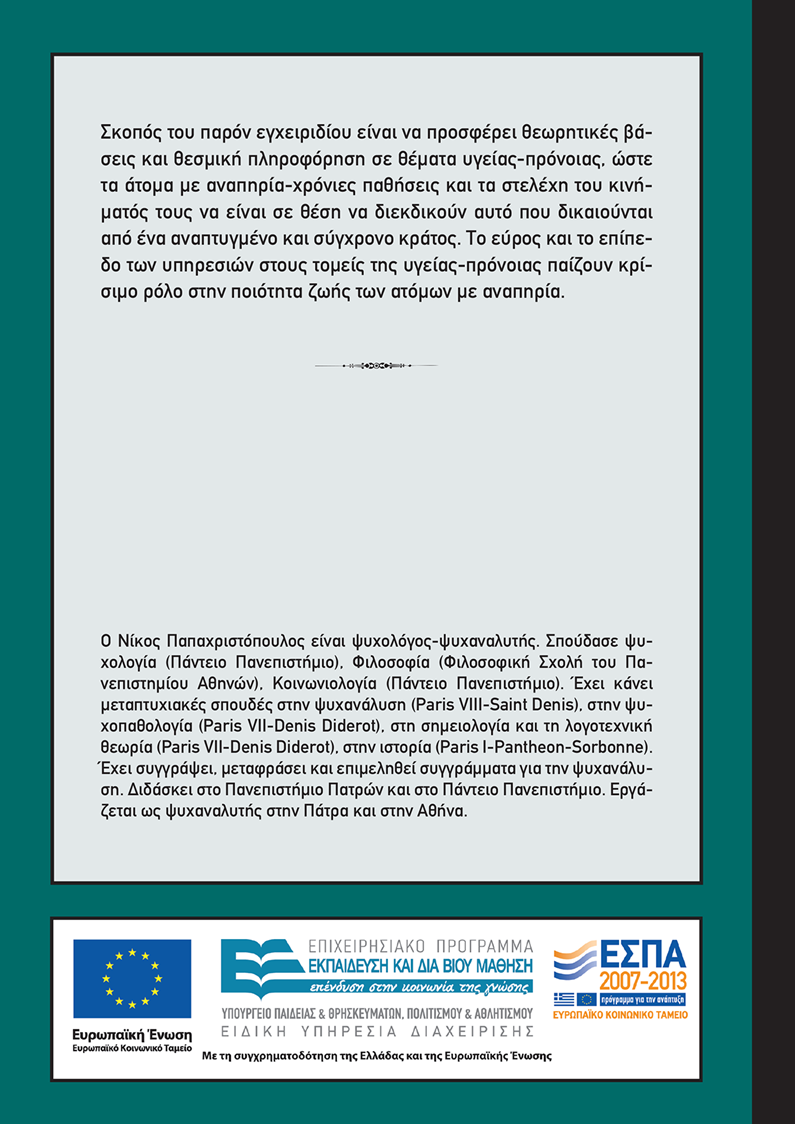 Σκοπός του παρόν εγχειριδίου είναι να προσφέρει θεωρητικές βά-
σεις και θεσμική πληροφόρηση σε θέματα υγείας-πρόνοιας, ώστε
τα άτομα με αναπηρία-χρόνιες παθήσεις και τα στελέχη του κινή-
ματός τους να είναι σε θέση να διεκδικούν αυτό που δικαιούνται
από ένα αναπτυγμένο και σύγχρονο κράτος. Το εύρος και το επίπε-
δο των υπηρεσιών στους τομείς της υγείας-πρόνοιας παίζουν κρί-
σιμο ρόλο στην ποιότητα ζωής των ατόμων με αναπηρία.
Ο Νίκος Παπαχριστόπουλος είναι ψυχολόγος-ψυχαναλυτής. Σπούδασε ψυ-
χολογία (Πάντειο Πανεπιστήμιο), Φιλοσοφία (Φιλοσοφική Σχολή του Πα-
νεπιστημίου Αθηνών), Κοινωνιολογία (Πάντειο Πανεπιστήμιο). Έχει κάνει
μεταπτυχιακές σπουδές στην ψυχανάλυση (Paris VIII-Saint Denis), στην ψυ-
χοπαθολογία (Paris VII-Denis Diderot), στη σημειολογία και τη λογοτεχνική
θεωρία (Paris VII-Denis Diderot), στην ιστορία (Paris I-Pantheon-Sorbonne).
Έχει συγγράψει, μεταφράσει και επιμεληθεί συγγράμματα για την ψυχανάλυ-
ση. Διδάσκει στο Πανεπιστήμιο Πατρών και στο Πάντειο Πανεπιστήμιο. Εργά-
ζεται ως ψυχαναλυτής στην Πάτρα και στην Αθήνα.
Ευρωπαϊκή Ένωση
Ευρωπαϊκό Κοινωνικό Ταμείο
ΕΠΙΧΕΙΡΗΣΙΑΚΟ ΠΡΟΓΡΑΜΜΑ
ΕΚΠΑΙΔΕΥΣΗ ΚΑΙ ΔΙΑ ΒΙΟΥ ΜΑΘΗΣΗ
επένδυση στην κοινωνία της γνώσης
ΥΠΟΥΡΓΕΙΟ ΠΑΙΔΕΙΑΣ & ΘΡΗΣΚΕΥΜΑΤΩΝ, ΠΟΛΙΤΙΣΜΟΥ & ΑΘΛΗΤΙΣΜΟΥ
ΕΙΔΙΚΗ ΥΠΗΡΕΣΙΑ ΔΙΑΧΕΙΡΙΣΗΣ
Με τη συγχρηματοδότηση της Ελλάδας και της Ευρωπαϊκής Ένωσης
ΕΣΠΑ
2007-2013
πρόγραμμα για την ανάπτυξη
ΕΥΡΩΠΑΪΚΟ ΚΟΙΝΩΝΙΚΟ ΤΑΜΕΙΟ